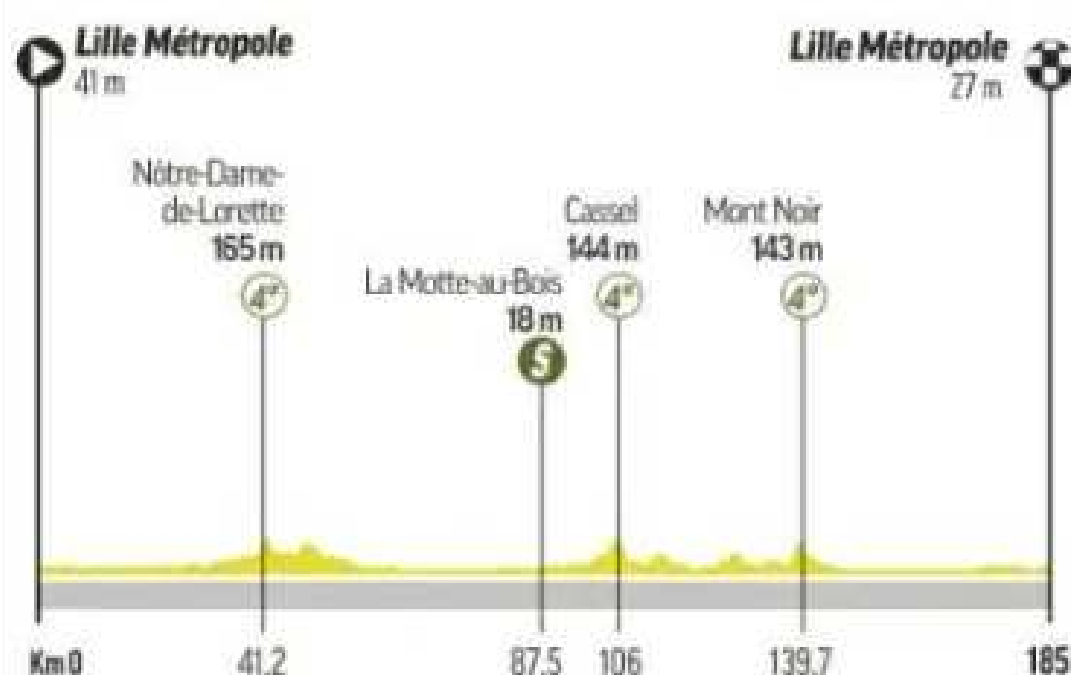 Lille Métropole
41 m
Lille Métropole
27 m
Nôtre-Dame-
de-Lorette
165 m
4e
La Motte-au-Bois
18 m
S
Cassel
144 m
4e
Mont Noir
143 m
4e
Km 0
41,2
87.5
106
139.7
185